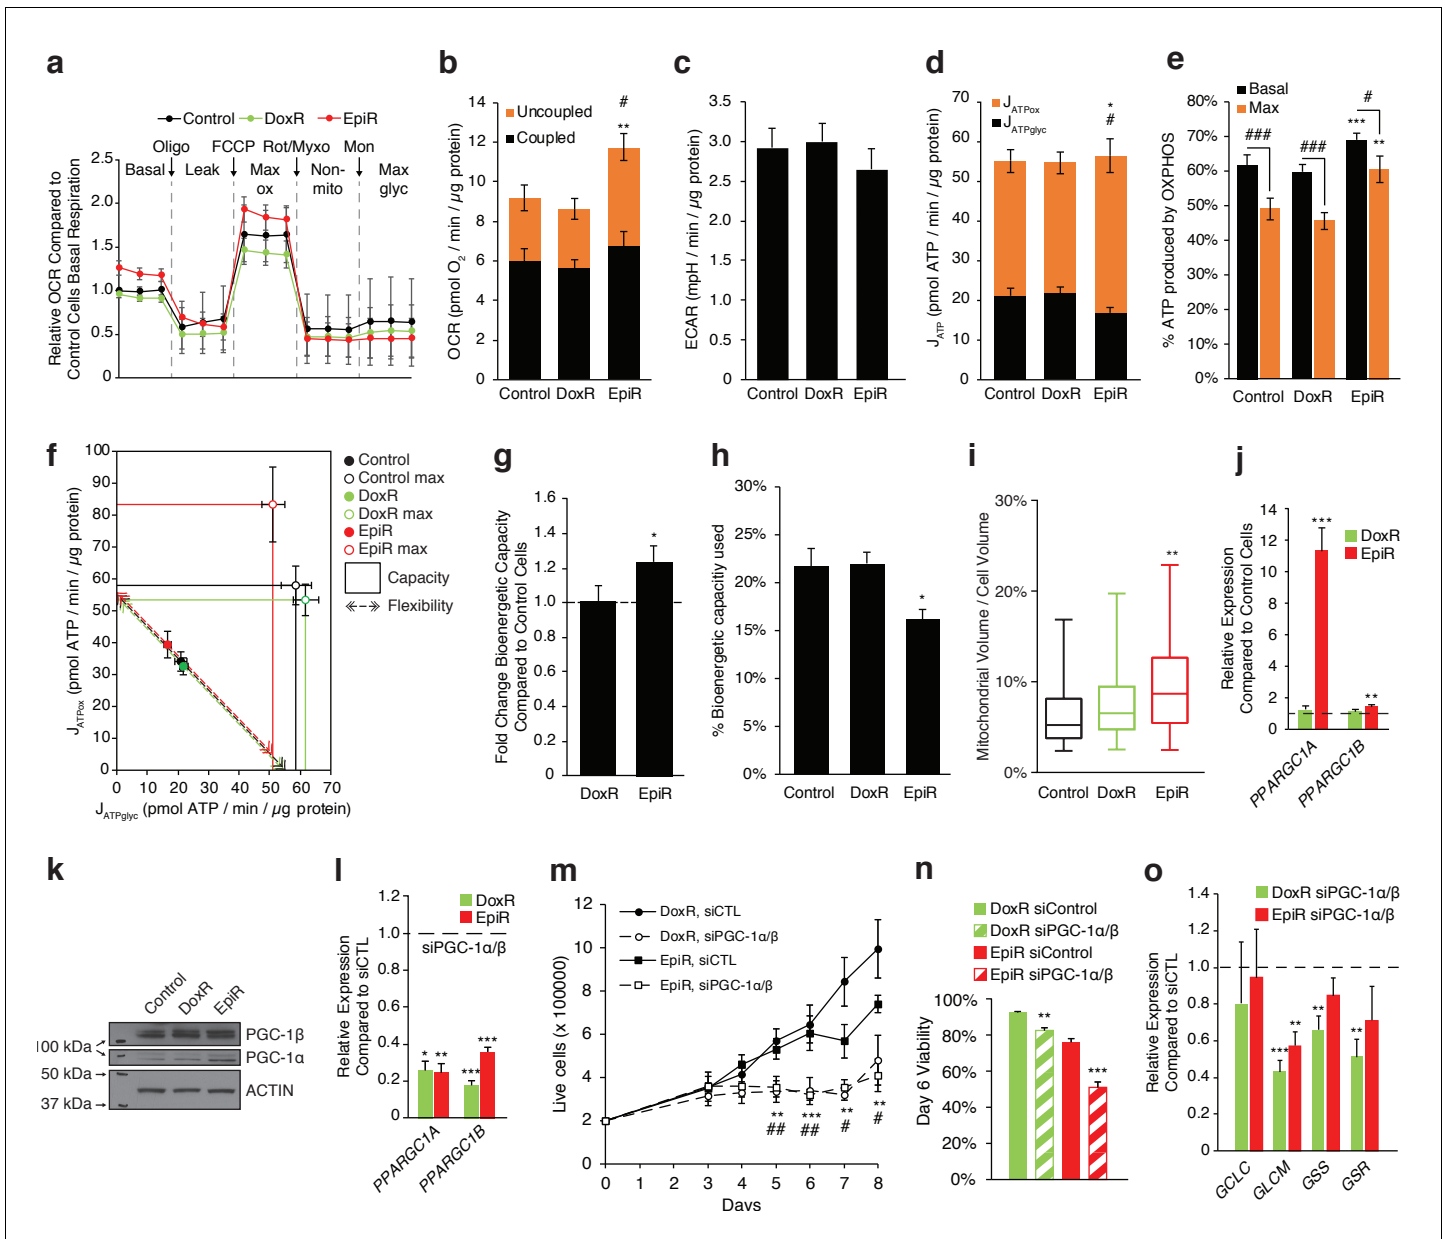 a
Control DoxR EpiR
Oligo FCCP Rot/Myxo Mon
Basal Leak Max ox Non-mito Max glyc
Relative OCR Compared to
Control Cells Basal Respiration
2.5
2.0
1.5
1.0
0.5
0.0
b
Uncoupled
Coupled
OCR (pmol O2 / min / µg protein)
14
12
10
8
6
4
2
0
#
**
Control DoxR EpiR
c
ECAR (mpH / min / µg protein)
3.5
3.0
2.5
2.0
1.5
1.0
0.0
Control DoxR EpiR
d
JATPox
JATPglyc
JATP (pmol ATP / min / µg protein)
70
60
50
40
30
20
10
0
*
#
Control DoxR EpiR
e
Basal
Max
% ATP produced by OXPHOS
80%
70%
60%
50%
40%
30%
20%
10%
0%
###
###
#
***
**
Control DoxR EpiR
f
JATPox (pmol ATP / min / µg protein)
100
90
80
70
60
50
40
30
20
10
0
0 10 20 30 40 50 60 70
JATPglyc (pmol ATP / min / µg protein)
Control
Control max
DoxR
DoxR max
EpiR
EpiR max
Capacity
Flexibility
g
Fold Change Bioenergetic Capacity
Compared to Control Cells
1.6
1.4
1.2
1.0
0.8
0.6
0.4
0.2
0
*
DoxR EpiR
h
% Bioenergetic capacitiy used
30%
25%
20%
15%
10%
5%
0%
*
Control DoxR EpiR
i
Mitochondrial Volume / Cell Volume
30%
20%
10%
0%
**
Control DoxR EpiR
j
Relative Expression
Compared to Control Cells
14
12
10
8
6
4
2
0
DoxR
EpiR
***
**
PPARGC1A PPARGC1B
k
Control DoxR EpiR
PGC-1β
100 kDa
PGC-1α
50 kDa
ACTIN
37 kDa
l
Relative Expression
Compared to siCTL
1.2
1
0.8
0.6
0.4
0.2
0
DoxR
EpiR
siPGC-1α/β
* ** *** ***
PPARGC1A PPARGC1B
m
Live cells (x 100000)
12
10
8
6
4
2
0
DoxR, siCTL
DoxR, siPGC-1α/β
EpiR, siCTL
EpiR, siPGC-1α/β
** *** ** **
## ## # #
0 1 2 3 4 5 6 7 8
Days
n
DoxR siControl
DoxR siPGC-1α/β
EpiR siControl
EpiR siPGC-1α/β
Day 6 Viability
100%
80%
60%
40%
20%
0%
**
***
o
DoxR siPGC-1α/β
EpiR siPGC-1α/β
Relative Expression
Compared to siCTL
1.4
1.2
1.0
0.8
0.6
0.4
0.2
0
*** ** ** **
GCLC GLCM GSS GSR